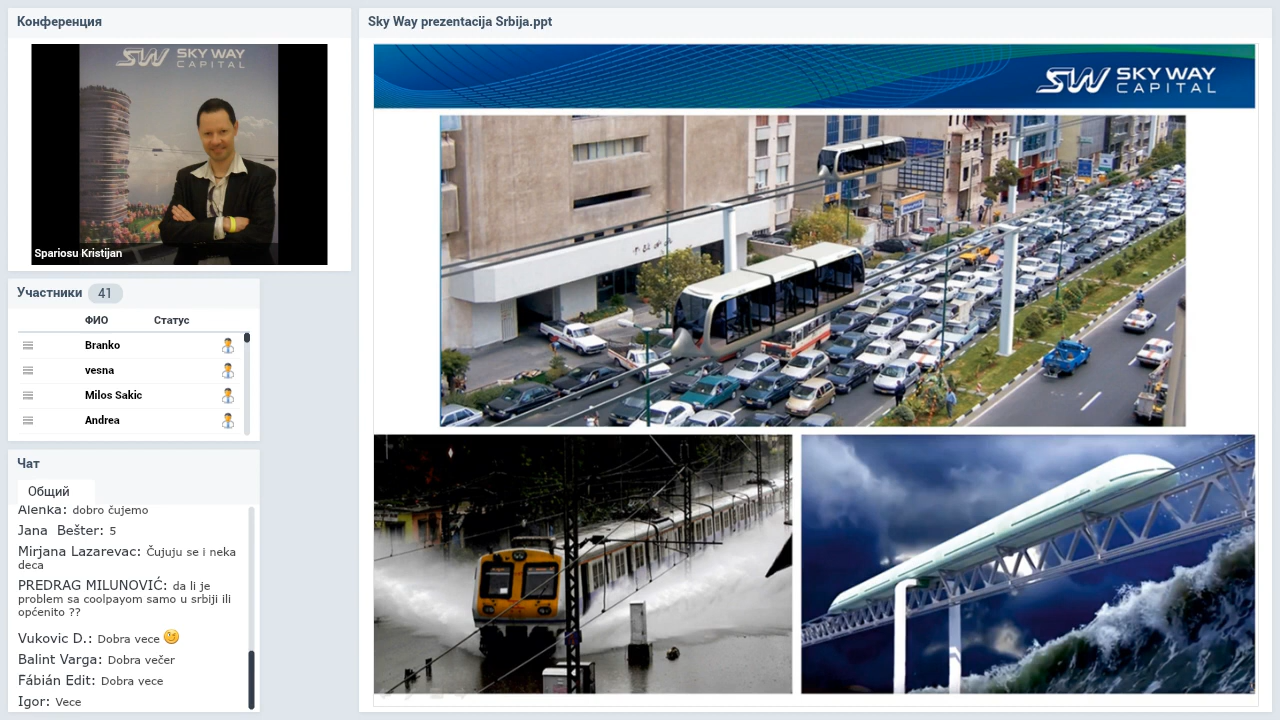 Конференция
SW SKY WAY
CAPITAL
Spariosu Kristijan
Участники 41
ФИО Статус
Branko
vesna
Milos Sakic
Andrea
Чат
Общий
Alenka: dobro čujemo
Jana Bešter: 5
Mirjana Lazarevac: Čujuju se i neka
deca
PREDRAG MILUNOVIĆ: da li je
problem sa coolpayom samo u srbiji ili
općenito ??
Vukovic D.: Dobra vece
Balint Varga: Dobra večer
Fábián Edit: Dobra vece
Igor: Vece
Sky Way prezentacija Srbija.ppt
SW SKY WAY
CAPITAL